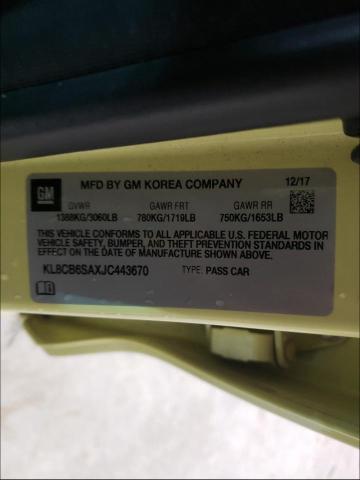 GM MFD BY GM KOREA COMPANY 12/17
GVWR GAWR FRT GAWR RR
1388KG/3060LB 780KG/1719LB 750KG/1653LB
THIS VEHICLE CONFORMS TO ALL APPLICABLE U.S. FEDERAL MOTOR
VEHICLE SAFETY, BUMPER, AND THEFT PREVENTION STANDARDS
IN EFFECT ON THE DATE OF MANUFACTURE SHOWN ABOVE.
KL8CB6SAXJC443670 TYPE: PASS CAR